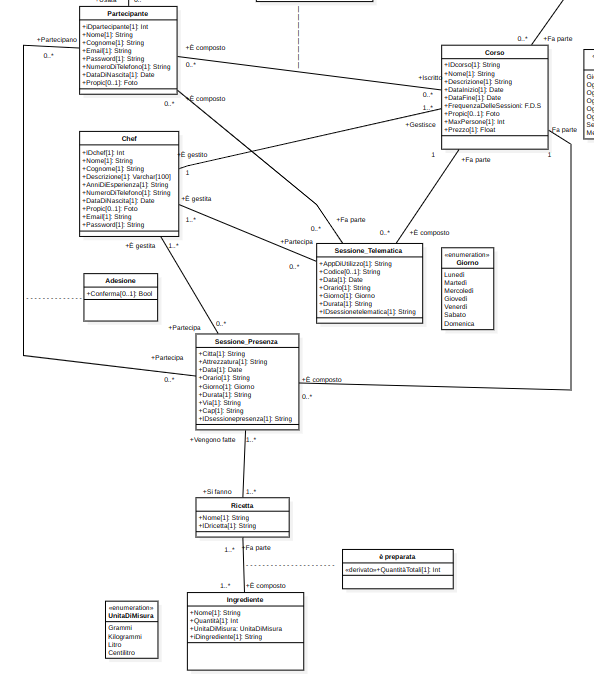 Partecipante
+iDpartecipante[1]: Int
+Nome[1]: String
+Cognome[1]: String
+Email[1]: String
+Password[1]: String
+NumeroDiTelefono[1]: String
+DataDiNascita[1]: Date
+Propic[0..1]: Foto
+Partecipano
0..*
+È composto
0..*
0..*
+È composto
0..*
+Fa parte
Corso
+IDcorso[1]: String
+Nome[1]: String
+Descrizione[1]: String
+DataInizio[1]: Date
+DataFine[1]: Date
+FrequenzaDelleSessioni: F.D.S
+Propic[0..1]: Foto
+MaxPersone[1]: Int
+Prezzo[1]: Float
+Iscritto
0..*
1..*
+Gestisce
Fa parte
1
1
+Fa parte
Chef
+iDchef[1]: Int
+Nome[1]: String
+Cognome[1]: String
+Descrizione[1]: Varchar[100]
+AnniDiEsperienza[1]: String
+NumeroDiTelefono[1]: String
+DataDiNascita[1]: Date
+Propic[0..1]: Foto
+Email[1]: String
+Password[1]: String
+È gestito
1
+È gestita
1..*
+È gestita
1..*
+Fa parte
0..*
0..*
+È composto
+Partecipa
0..*
Sessione_Telematica
+AppDiUtilizzo[1]: String
+Codice[0..1]: String
+Data[1]: Date
+Orario[1]: String
+Giorno[1]: Giorno
+Durata[1]: String
+IDsessionetelematica[1]: String
«enumeration»
Giorno
Lunedì
Martedì
Mercoledì
Giovedì
Venerdì
Sabato
Domenica
Adesione
+Conferma[0..1]: Bool
+Partecipa
0..*
+Partecipa
0..*
Sessione_Presenza
+Citta[1]: String
+Attrezzatura[1]: String
+Data[1]: Date
+Orario[1]: String
+Giorno[1]: Giorno
+Durata[1]: String
+Via[1]: String
+Cap[1]: String
+IDsessionepresenza[1]: String
+È composto
0..*
+Vengono fatte
1..*
+Si fanno
1..*
Ricetta
+Nome[1]: String
+IDricetta[1]: String
1..*
+Fa parte
è preparata
«derivato»+QuantitàTotali[1]: Int
1..*
+È composto
Ingrediente
+Nome[1]: String
+Quantità[1]: Int
+UnitaDiMisura: UnitaDiMisura
+iDingrediente[1]: String
«enumeration»
UnitaDiMisura
Grammi
Kilogrammi
Litro
Centilitro